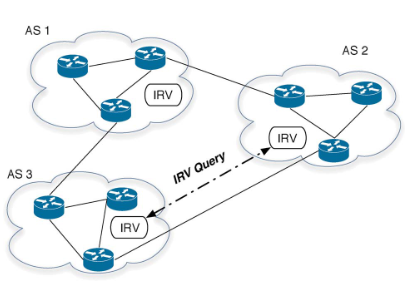 AS 1
AS 2
IRV
IRV
IRV Query
AS 3
IRV